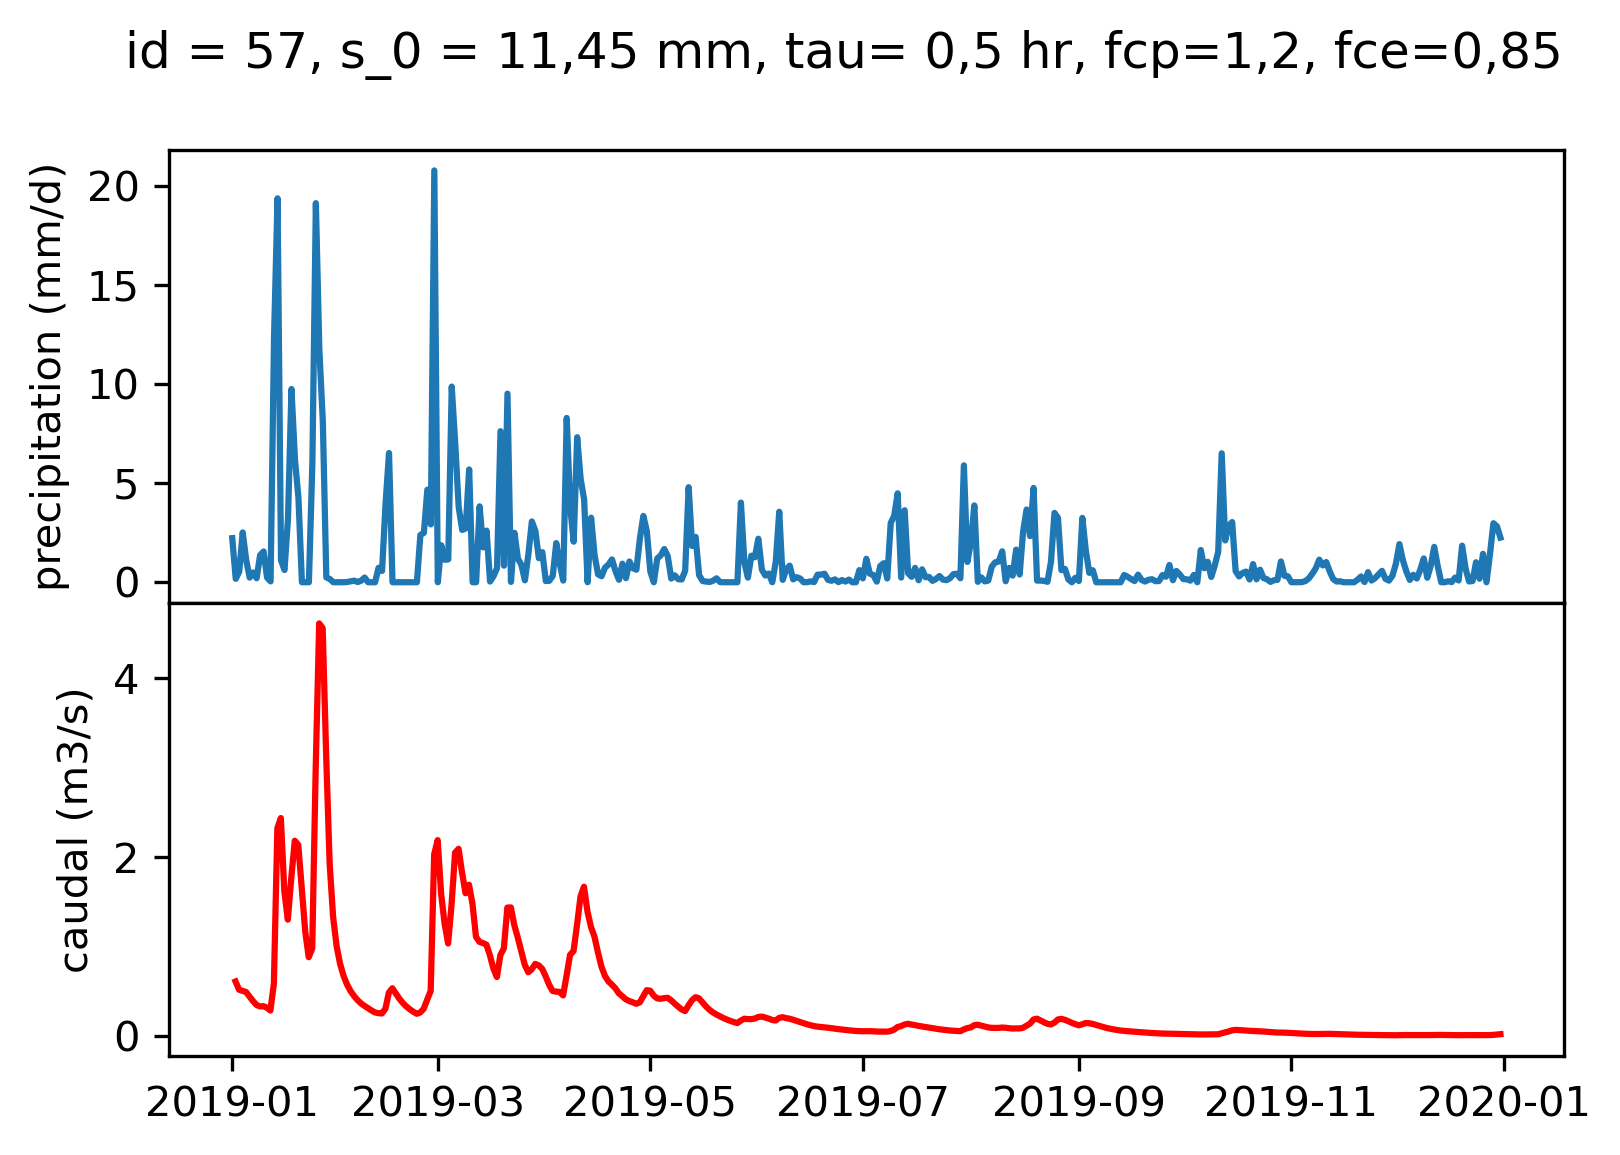 id = 57, s_0 = 11,45 mm, tau= 0,5 hr, fcp=1,2, fce=0,85
precipitation (mm/d)
20
15
10
5
0
caudal (m3/s)
4
2
0
2019-01 2019-03 2019-05 2019-07 2019-09 2019-11 2020-01